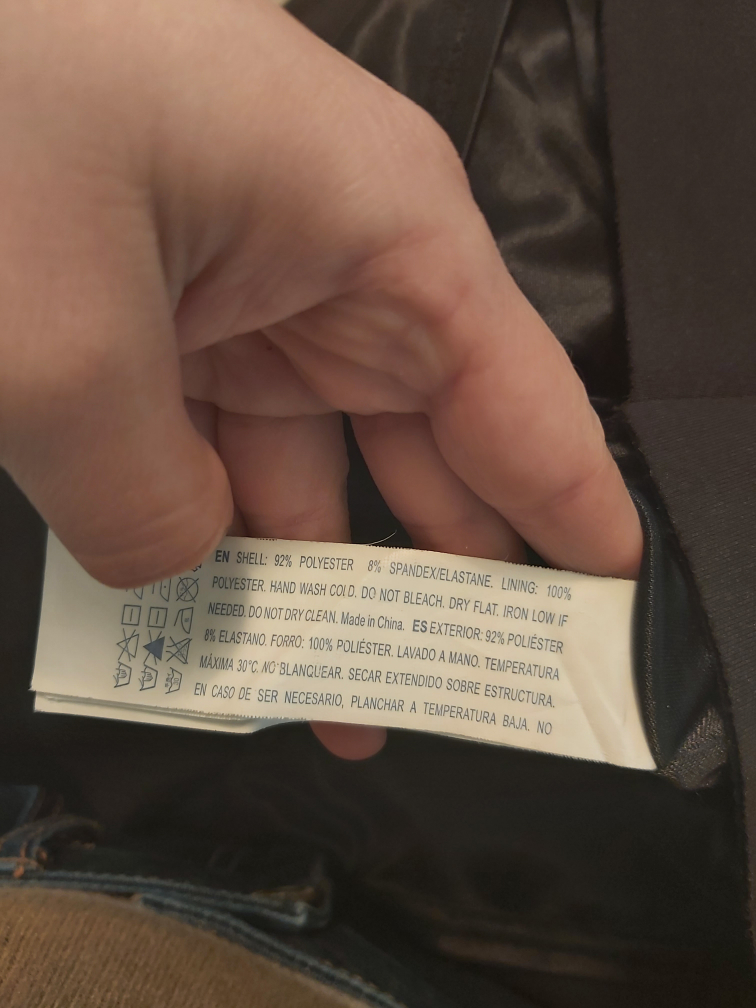 EN SHELL: 92% POLYESTER 8% SPANDEX/ELASTANE. LINING: 100%
POLYESTER. HAND WASH COLD. DO NOT BLEACH. DRY FLAT. IRON LOW IF
NEEDED. DO NOT DRY CLEAN. Made in China. ES EXTERIOR: 92% POLIÉSTER
8% ELASTANO. FORRO: 100% POLIÉSTER. LAVADO A MANO. TEMPERATURA
MÁXIMA 30°C. NO BLANQUEAR. SECAR EXTENDIDO SOBRE ESTRUCTURA.
EN CASO DE SER NECESARIO, PLANCHAR A TEMPERATURA BAJA. NO